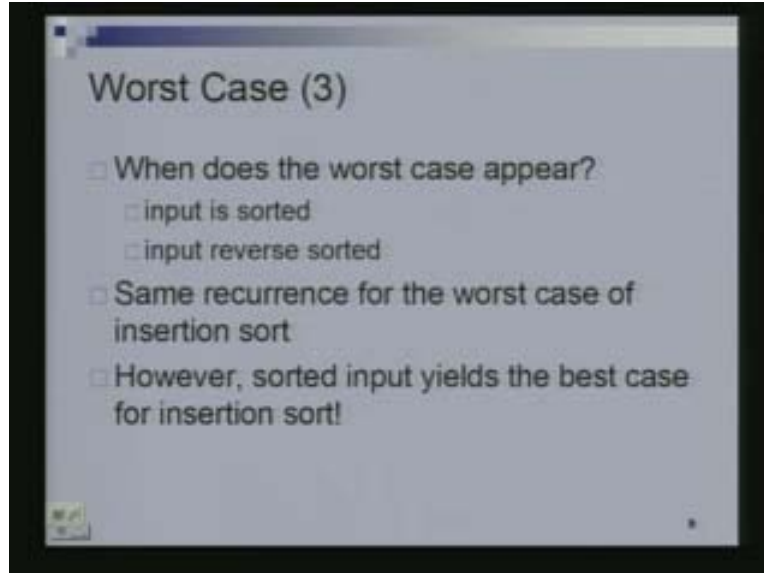 Worst Case (3)
When does the worst case appear?
input is sorted
input reverse sorted
Same recurrence for the worst case of
insertion sort
However, sorted input yields the best case
for insertion sort!